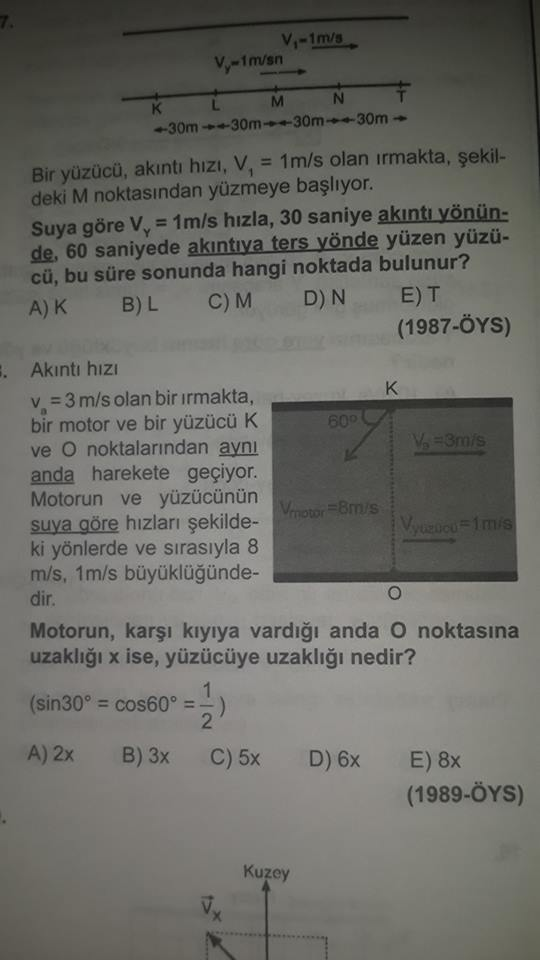 7.
V₁=1m/s
Vy=1m/sn
K L M N T
30m 30m 30m 30m
Bir yüzücü, akıntı hızı, V₁ = 1m/s olan ırmakta, şekil-
deki M noktasından yüzmeye başlıyor.
Suya göre Vy = 1m/s hızla, 30 saniye akıntı yönün-
de, 60 saniyede akıntıya ters yönde yüzen yüzü-
cü, bu süre sonunda hangi noktada bulunur?
A) K B) L C) M D) N E) T
(1987-ÖYS)
Akıntı hızı
va = 3 m/s olan bir ırmakta,
bir motor ve bir yüzücü K
ve O noktalarından aynı
anda harekete geçiyor.
Motorun ve yüzücünün
suya göre hızları şekilde-
ki yönlerde ve sırasıyla 8
m/s, 1m/s büyüklüğünde-
dir.
K
60°
Va=3m/s
Vmotor=8m/s
Vyüzücü=1m/s
O
Motorun, karşı kıyıya vardığı anda O noktasına
uzaklığı x ise, yüzücüye uzaklığı nedir?
(sin30° = cos60° = 1/2)
A) 2x B) 3x C) 5x D) 6x E) 8x
(1989-ÖYS)
Kuzey
Vx